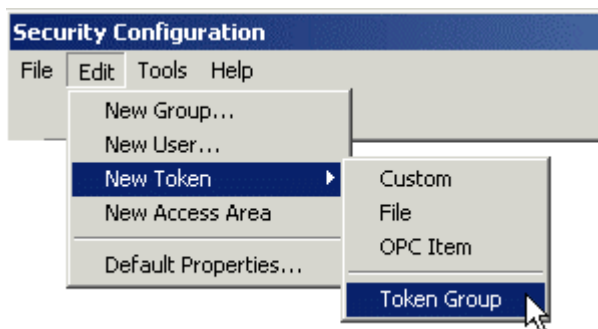 Security Configuration
File Edit Tools Help
New Group...
New User...
New Token
New Access Area
Default Properties...
Custom
File
OPC Item
Token Group